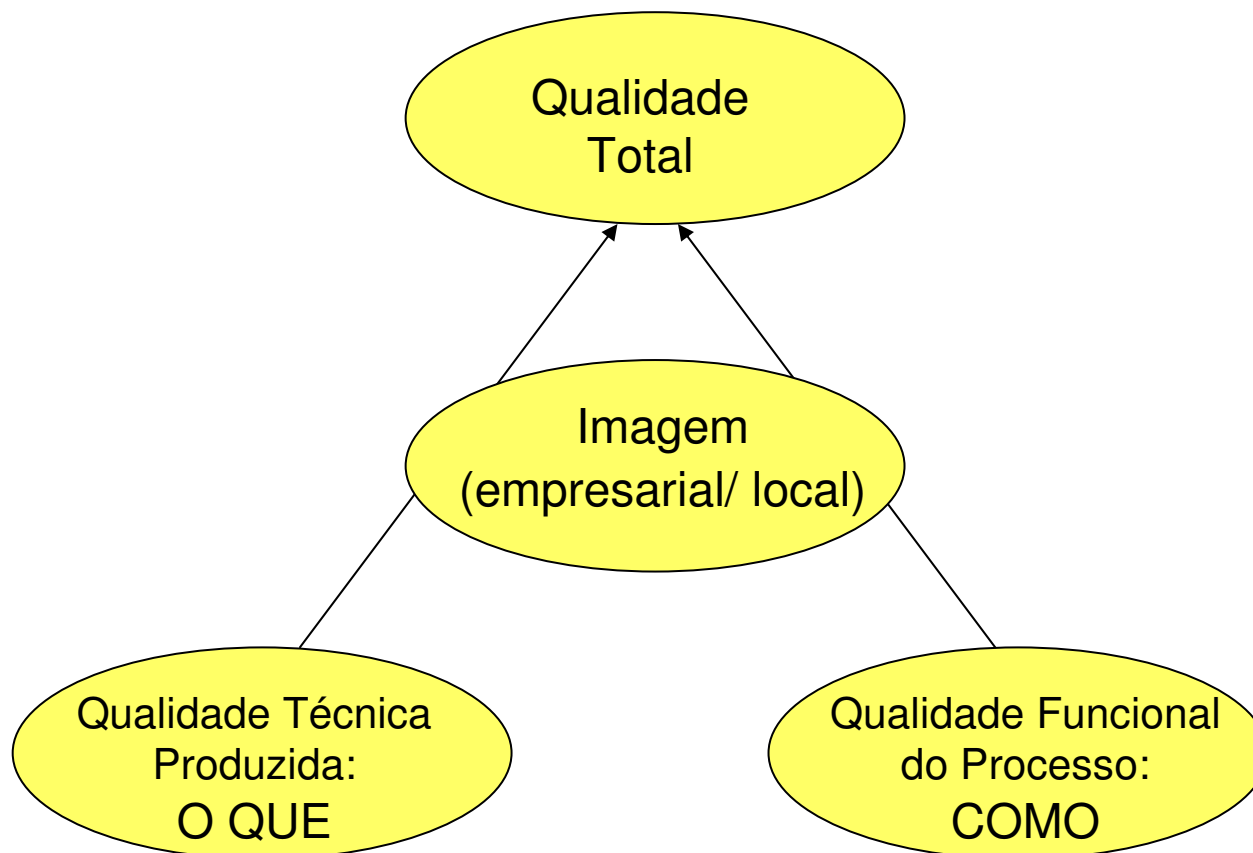 Qualidade
Total
Imagem
(empresarial/ local)
Qualidade Técnica
Produzida:
O QUE
Qualidade Funcional
do Processo:
COMO